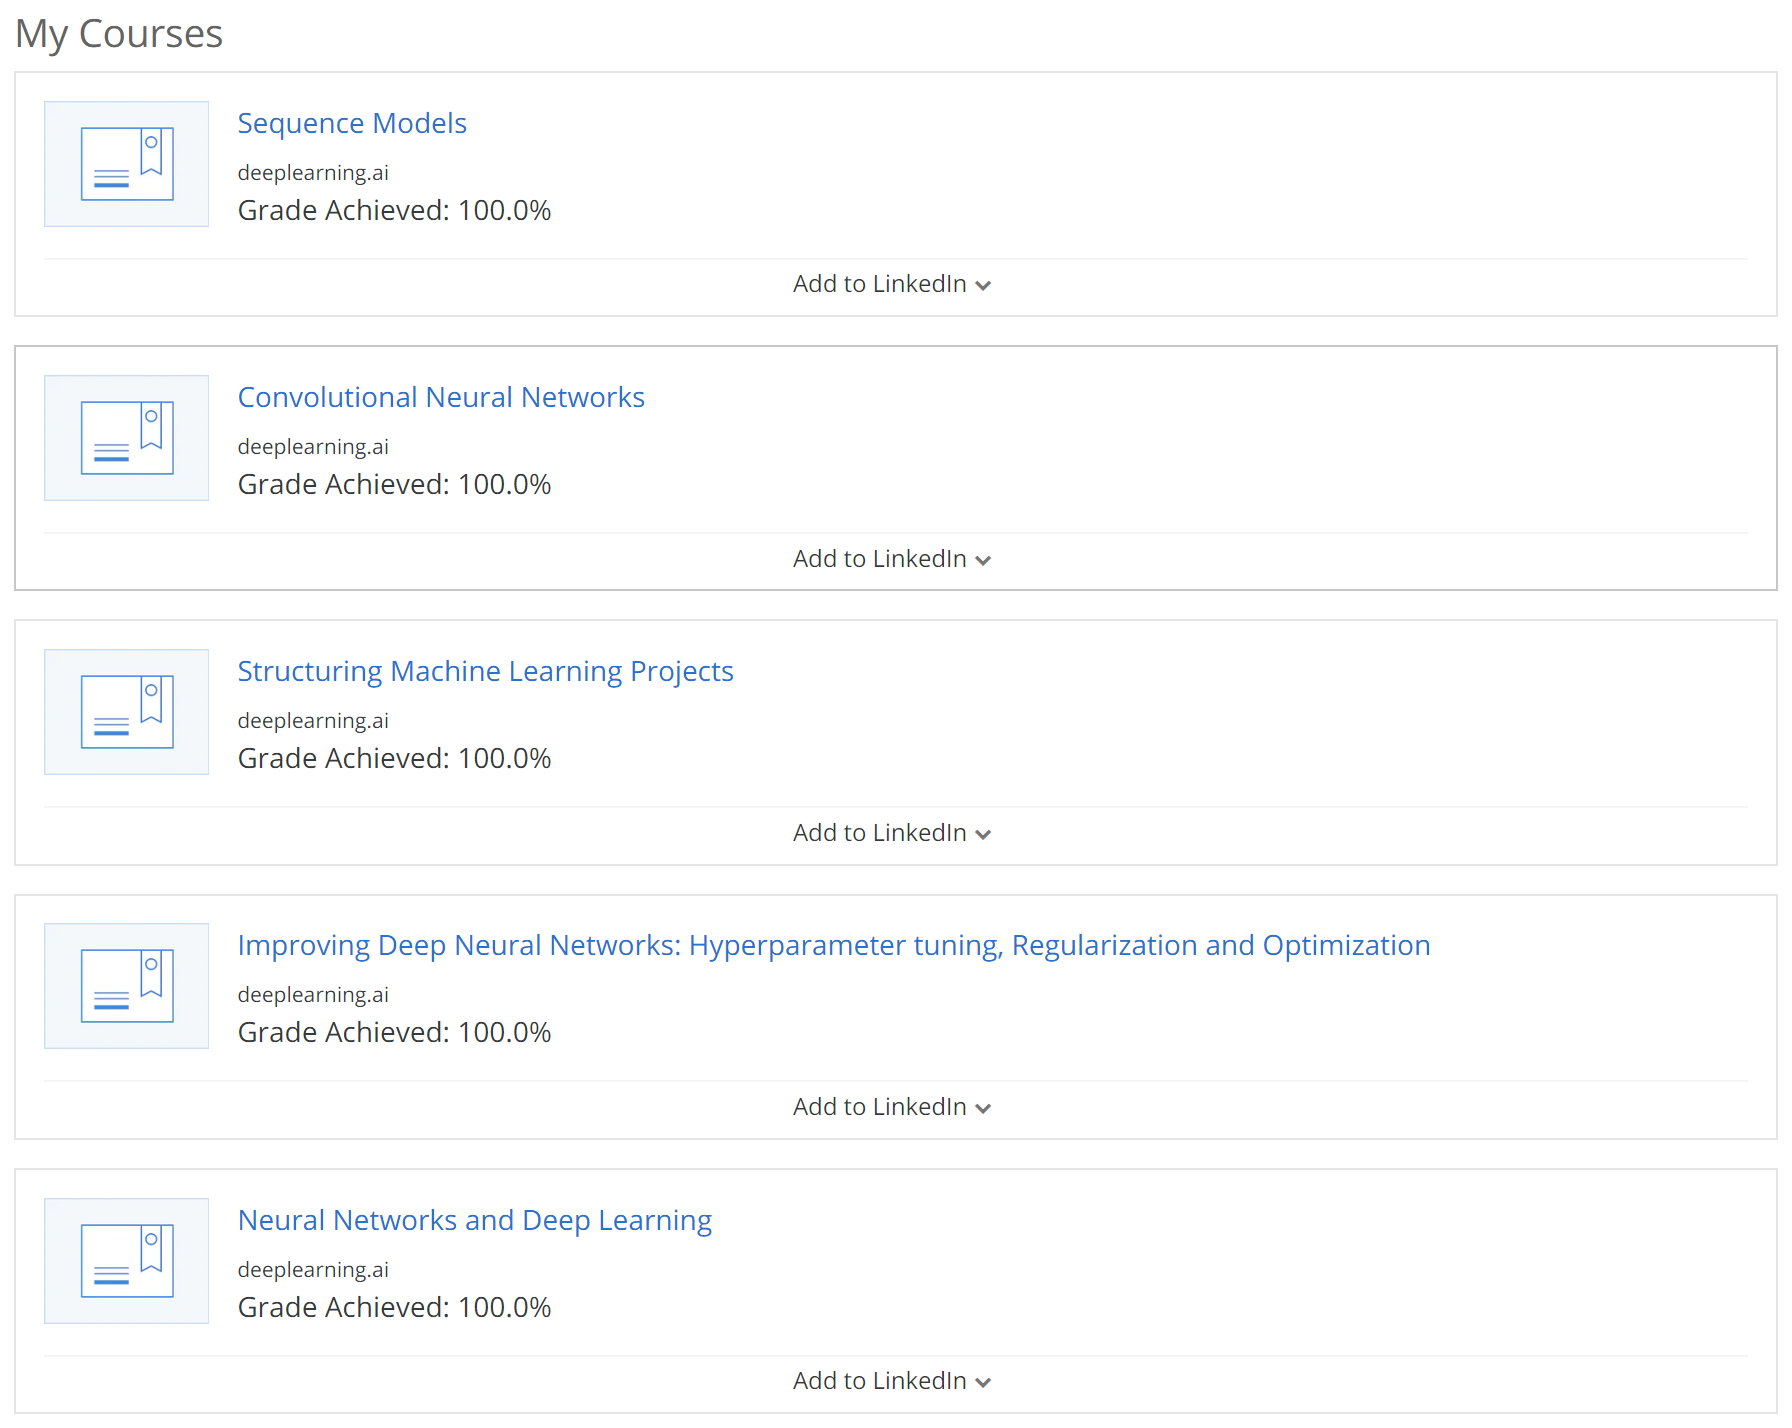 My Courses
Sequence Models
deeplearning.ai
Grade Achieved: 100.0%
Add to LinkedIn
Convolutional Neural Networks
deeplearning.ai
Grade Achieved: 100.0%
Add to LinkedIn
Structuring Machine Learning Projects
deeplearning.ai
Grade Achieved: 100.0%
Add to LinkedIn
Improving Deep Neural Networks: Hyperparameter tuning, Regularization and Optimization
deeplearning.ai
Grade Achieved: 100.0%
Add to LinkedIn
Neural Networks and Deep Learning
deeplearning.ai
Grade Achieved: 100.0%
Add to LinkedIn